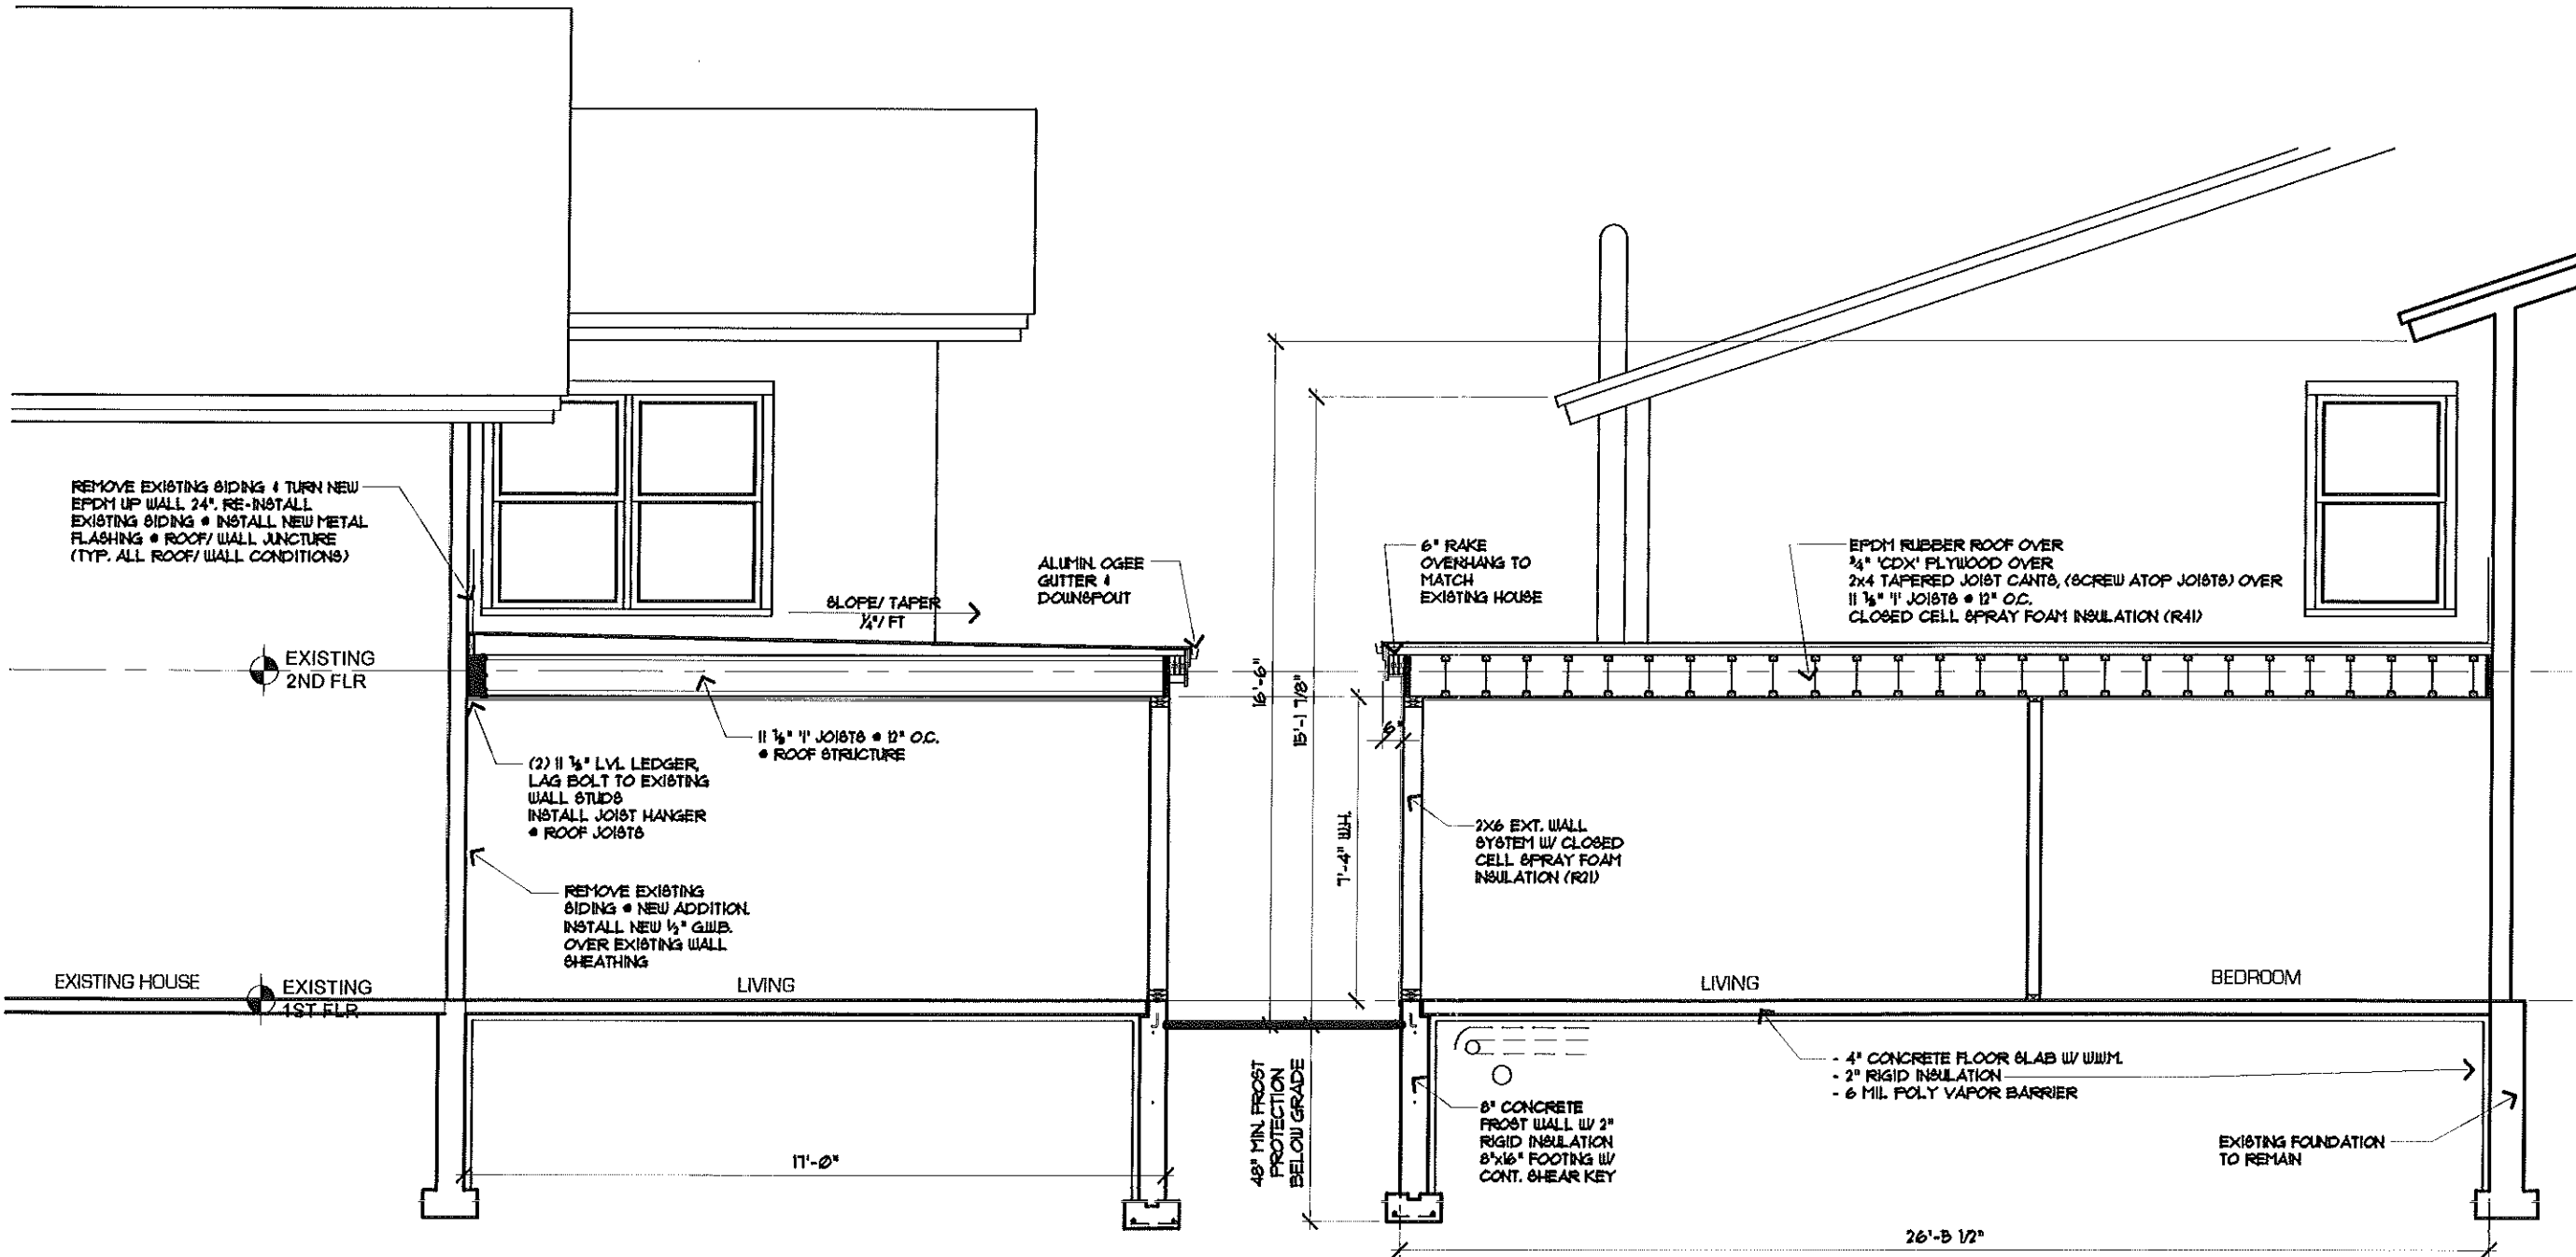 REMOVE EXISTING SIDING & TURN NEW
EPDM UP WALL 24". RE-INSTALL
EXISTING SIDING @ INSTALL NEW METAL
FLASHING @ ROOF/ WALL JUNCTURE
(TYP. ALL ROOF/ WALL CONDITIONS)
ALUMIN. OGEE
GUTTER &
DOWNSPOUT
SLOPE/ TAPER
1/4"/ FT
6" RAKE
OVERHANG TO
MATCH
EXISTING HOUSE
EPDM RUBBER ROOF OVER
3/4" 'CDX' PLYWOOD OVER
2x4 TAPERED JOIST CANTS, (SCREW ATOP JOISTS) OVER
11 7/8" 'I' JOISTS @ 12" O.C.
CLOSED CELL SPRAY FOAM INSULATION (R41)
EXISTING
2ND FLR
16'-6"
15'-1 7/8"
6"
11 7/8" 'I' JOISTS @ 12" O.C.
@ ROOF STRUCTURE
(2) 11 7/8" LVL LEDGER,
LAG BOLT TO EXISTING
WALL STUDS
INSTALL JOIST HANGER
@ ROOF JOISTS
7'-4" HTH
2X6 EXT. WALL
SYSTEM W/ CLOSED
CELL SPRAY FOAM
INSULATION (R21)
REMOVE EXISTING
SIDING @ NEW ADDITION.
INSTALL NEW 1/2" GWB.
OVER EXISTING WALL
SHEATHING
EXISTING HOUSE
EXISTING
1ST FLR
LIVING
LIVING
BEDROOM
48" MIN. FROST
PROTECTION
BELOW GRADE
- 4" CONCRETE FLOOR SLAB W/ WWM.
- 2" RIGID INSULATION
- 6 MIL POLY VAPOR BARRIER
8" CONCRETE
FROST WALL W/ 2"
RIGID INSULATION
8"x16" FOOTING W/
CONT. SHEAR KEY
EXISTING FOUNDATION
TO REMAIN
17'-0"
26'-3 1/2"